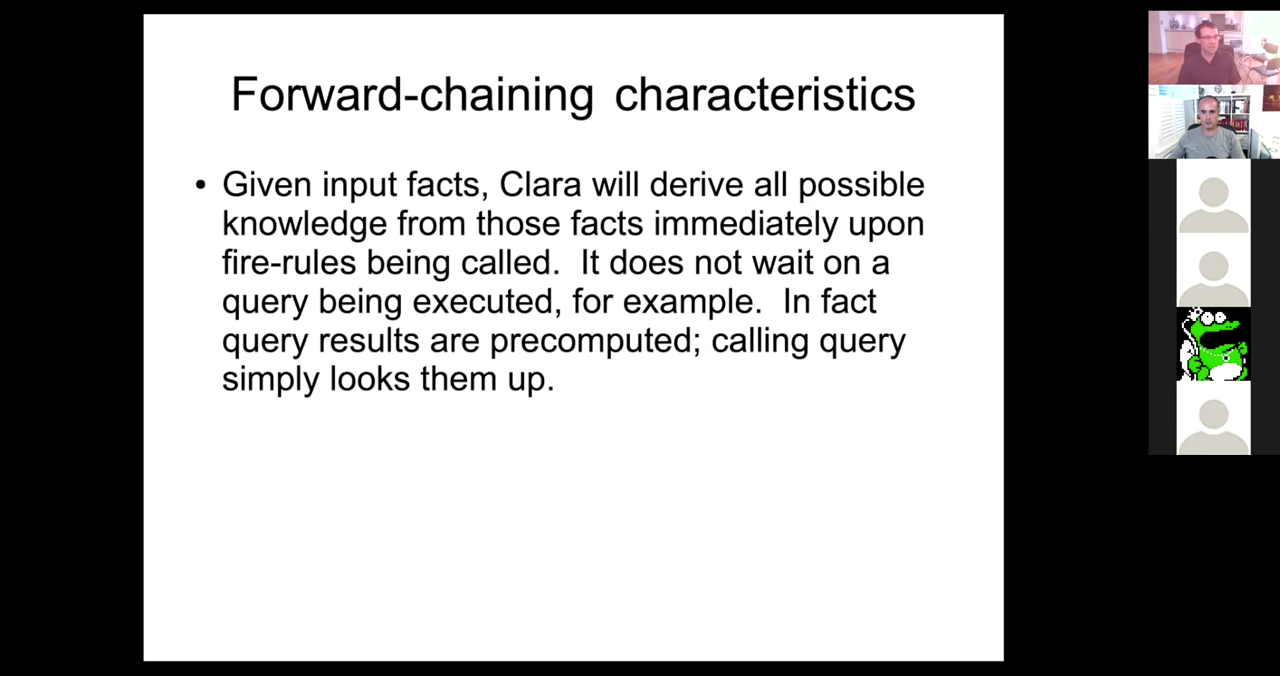 Forward-chaining characteristics
• Given input facts, Clara will derive all possible
knowledge from those facts immediately upon
fire-rules being called.  It does not wait on a
query being executed, for example.  In fact
query results are precomputed; calling query
simply looks them up.